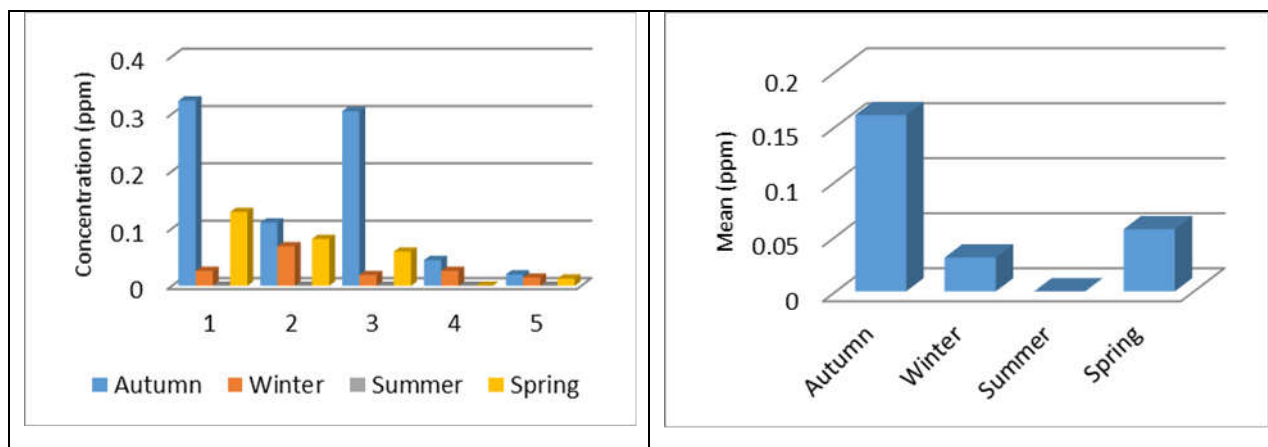 Concentration (ppm)
0.4
0.3
0.2
0.1
0
1 2 3 4 5
Autumn Winter Summer Spring
Mean (ppm)
0.2
0.15
0.1
0.05
0
Autumn Winter Summer Spring